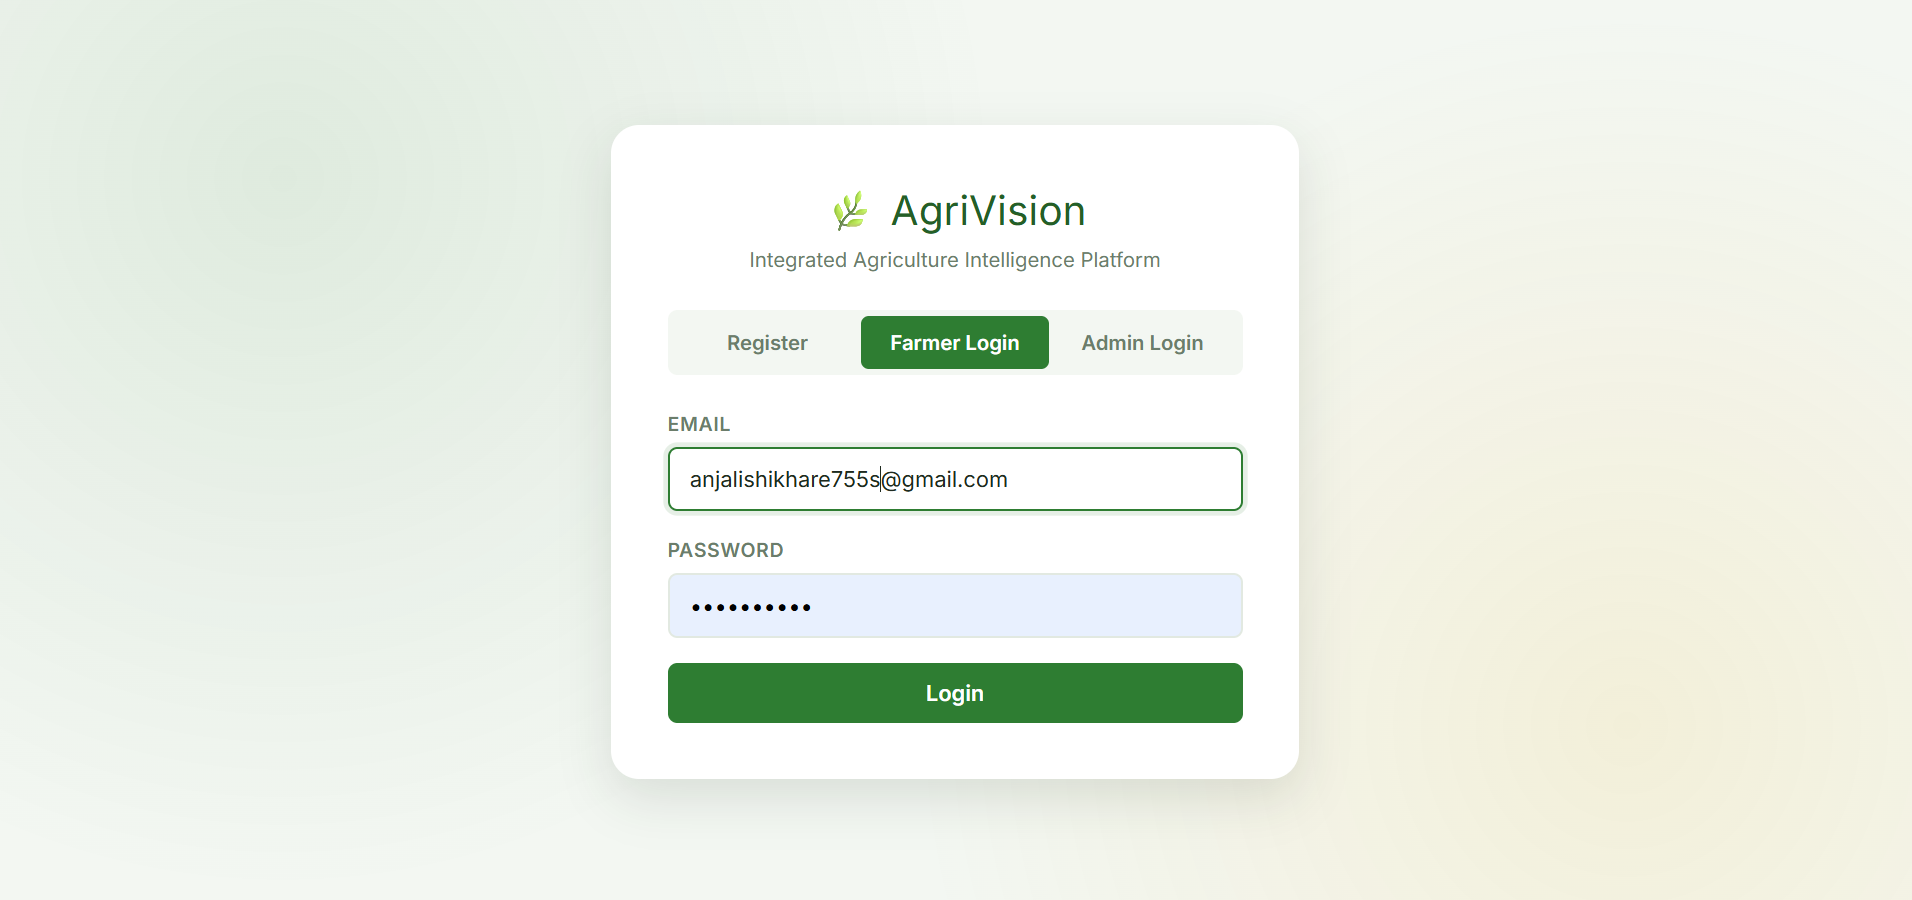 AgriVision
Integrated Agriculture Intelligence Platform
Register Farmer Login Admin Login
EMAIL
anjalishikhare755s@gmail.com
PASSWORD
••••••••••
Login